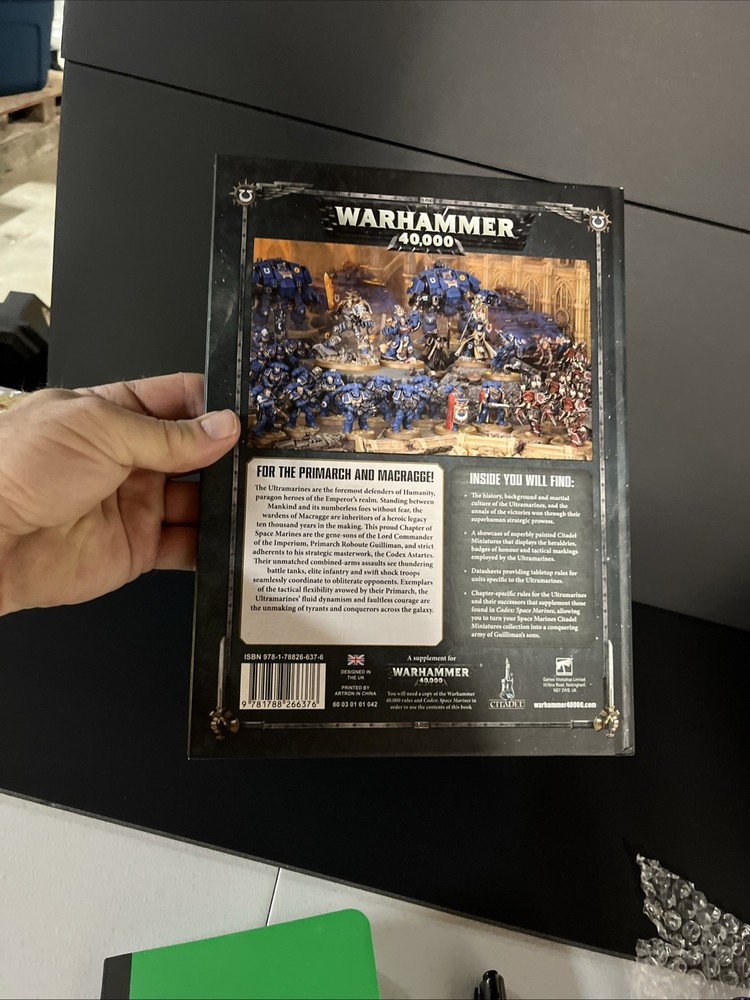 WARHAMMER
40,000
FOR THE PRIMARCH AND MACRAGGE!
The Ultramarines are the foremost defenders of Humanity,
paragon heroes of the Emperor's realm. Standing between
Mankind and its numberless foes without fear, the
wardens of Macragge are inheritors of a heroic legacy
ten thousand years in the making. This proud Chapter of
Space Marines are the gene-sons of the Lord Commander
of the Imperium, Primarch Roboute Guilliman, and strict
adherents to his strategic masterwork, the Codex Astartes.
Their unmatched combined-arms assaults see thundering
battle tanks, elite infantry and swift shock troops
seamlessly coordinate to obliterate opponents. Exemplars
of the tactical flexibility avowed by their Primarch, the
Ultramarines' fluid dynamism and faultless courage are
the unmaking of tyrants and conquerors across the galaxy.
INSIDE YOU WILL FIND:
• The history, background and martial
culture of the Ultramarines, and the
annals of the victories won through their
superhuman strategic prowess.
• A showcase of superbly painted Citadel
Miniatures that displays the heraldries,
badges of honour and tactical markings
employed by the Ultramarines.
• Datasheets providing tabletop rules for
units specific to the Ultramarines.
• Chapter-specific rules for the Ultramarines
and their successors that supplement those
found in Codex: Space Marines, allowing
you to turn your Space Marines Citadel
Miniatures collection into a conquering
army of Guilliman's sons.
ISBN 978-1-78826-637-6
9 781788 266376
DESIGNED IN
THE UK
PRINTED BY
ARTRON IN CHINA
60 03 01 01 042
A supplement for
WARHAMMER
40,000
You will need a copy of the Warhammer
40,000 rules and Codex: Space Marines in
order to use the contents of this book
CITADEL
Games Workshop Limited,
Willow Road, Nottingham,
NG7 2WS, UK
warhammer40000.com